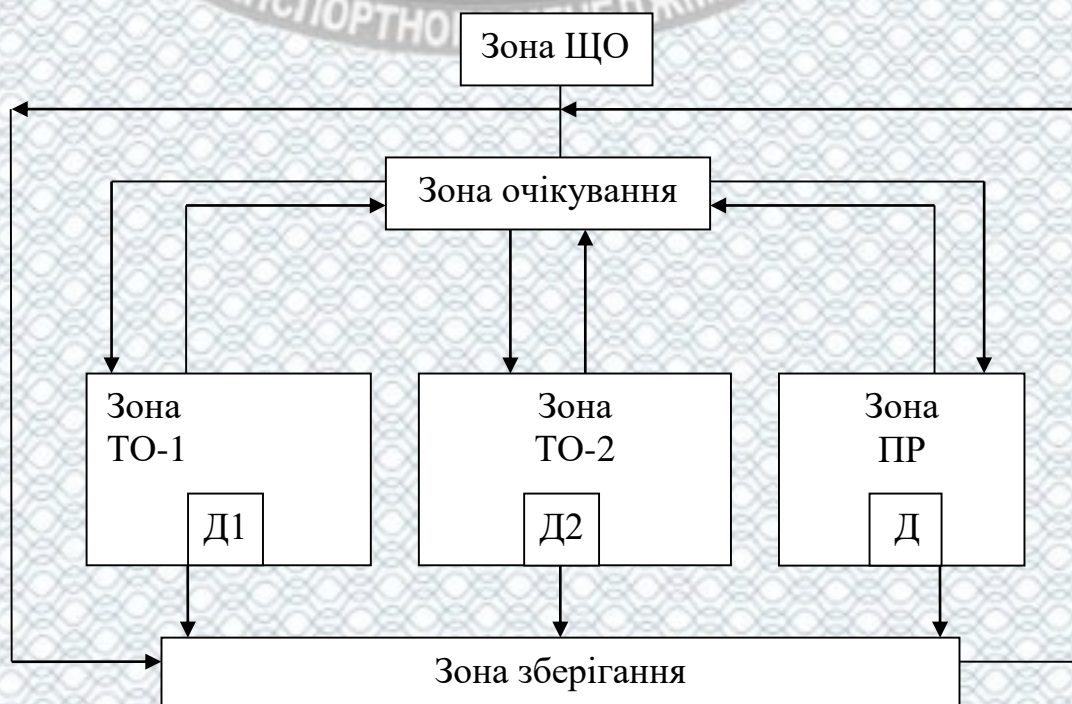 Зона ЩО
Зона очікування
Зона
ТО-1
Зона
ТО-2
Зона
ПР
Д1
Д2
Д
Зона зберігання